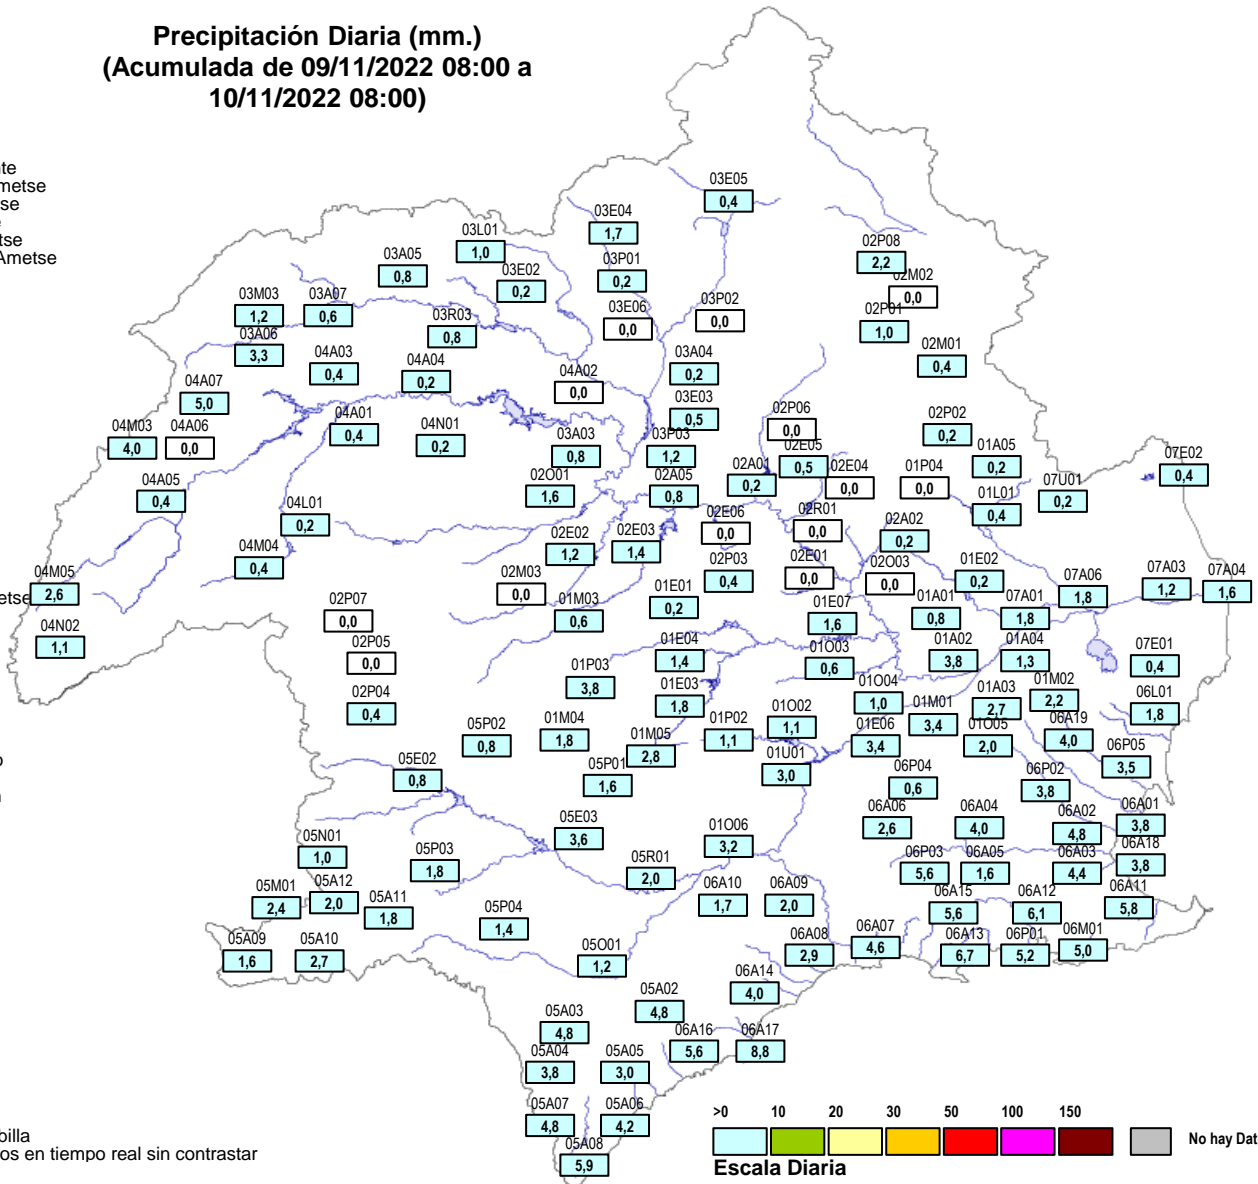 Precipitación Diaria (mm.)
(Acumulada de 09/11/2022 08:00 a
10/11/2022 08:00)
nte
Ametse
tse
e
tse
Ametse
03E05
0,4
03E04
1,7
03L01
1,0
03A05
0,8
03E02
0,2
03P01
0,2
02P08
2,2
02M02
0,0
03M03
1,2
03A07
0,6
03R03
0,8
03E06
0,0
03P02
0,0
02P01
1,0
03A06
3,3
04A03
0,4
04A04
0,2
04A02
0,0
03A04
0,2
02M01
0,4
04A07
5,0
04A01
0,4
04N01
0,2
03E03
0,5
02P06
0,0
02P02
0,2
04M03
4,0
04A06
0,0
03A03
0,8
03P03
1,2
02E05
0,5
01A05
0,2
07E02
0,4
04A05
0,4
02O01
1,6
02A05
0,8
02A01
0,2
02E04
0,0
01P04
0,0
07U01
0,2
04L01
0,2
02E06
0,0
02R01
0,0
01L01
0,4
04M04
0,4
02E02
1,2
02E03
1,4
02A02
0,2
04M05
2,6
etse
02M03
0,0
02P03
0,4
02E01
0,0
02O03
0,0
01E02
0,2
07A06
1,8
07A03
1,2
07A04
1,6
02P07
0,0
01M03
0,6
01E01
0,2
01E07
1,6
01A01
0,8
07A01
1,8
04N02
1,1
02P05
0,0
01E04
1,4
01O03
0,6
01A02
3,8
01A04
1,3
07E01
0,4
02P04
0,4
01P03
3,8
01E03
1,8
01O04
1,0
01A03
2,7
01M02
2,2
06L01
1,8
05P02
0,8
01M04
1,8
01M05
2,8
01P02
1,1
01O02
1,1
01E06
3,4
01M01
3,4
01O05
2,0
06A19
4,0
06P05
3,5
o
05E02
0,8
05P01
1,6
01U01
3,0
06P04
0,6
06P02
3,8
05E03
3,6
01O06
3,2
06A06
2,6
06A04
4,0
06A02
4,8
06A01
3,8
05N01
1,0
05P03
1,8
05R01
2,0
06P03
5,6
06A05
1,6
06A03
4,4
06A18
3,8
05M01
2,4
05A12
2,0
05A11
1,8
06A10
1,7
06A09
2,0
06A15
5,6
06A12
6,1
06A11
5,8
05P04
1,4
05A09
1,6
05A10
2,7
05O01
1,2
06A08
2,9
06A07
4,6
06A13
6,7
06P01
5,2
06M01
5,0
06A14
4,0
05A02
4,8
05A03
4,8
06A16
5,6
06A17
8,8
05A04
3,8
05A05
3,0
05A07
4,8
05A06
4,2
05A08
5,9
billa
os en tiempo real sin contrastar
>0 10 20 30 50 100 150
No hay Dat
Escala Diaria